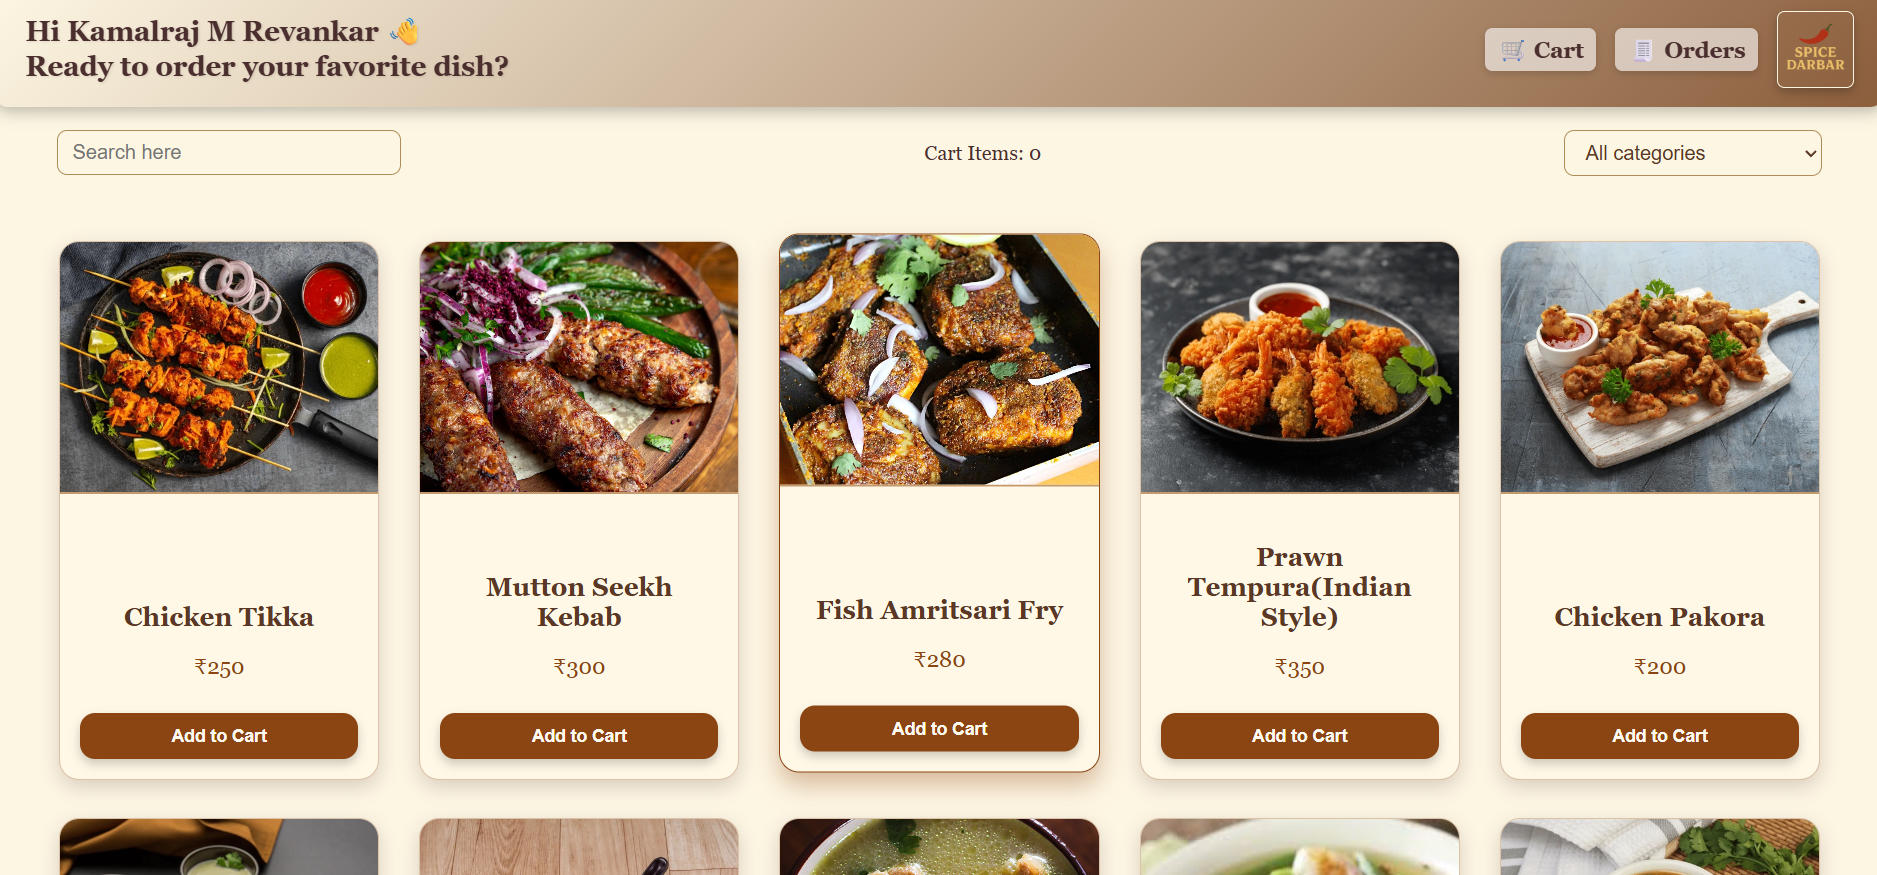 Hi Kamalraj M Revankar 👋
Ready to order your favorite dish?
🛒 Cart
🧾 Orders
SPICE
DARBAR
Search here
Cart Items: 0
All categories
Chicken Tikka
₹250
Add to Cart
Mutton Seekh
Kebab
₹300
Add to Cart
Fish Amritsari Fry
₹280
Add to Cart
Prawn
Tempura(Indian
Style)
₹350
Add to Cart
Chicken Pakora
₹200
Add to Cart